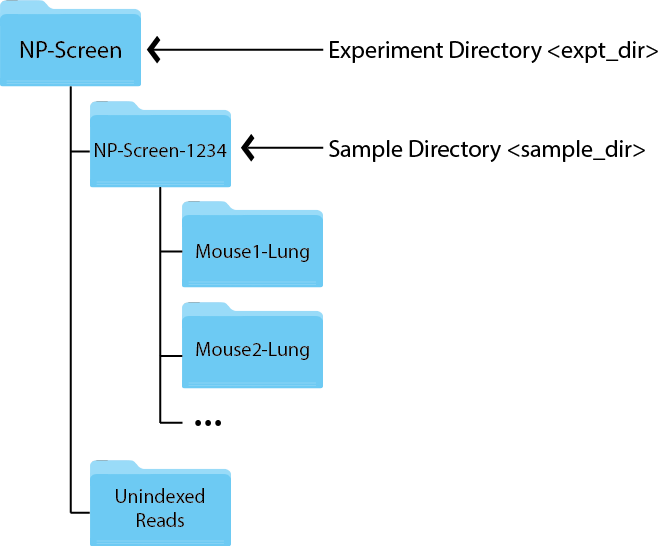 NP-Screen
Experiment Directory <expt_dir>
NP-Screen-1234
Sample Directory <sample_dir>
Mouse1-Lung
Mouse2-Lung
...
Unindexed
Reads